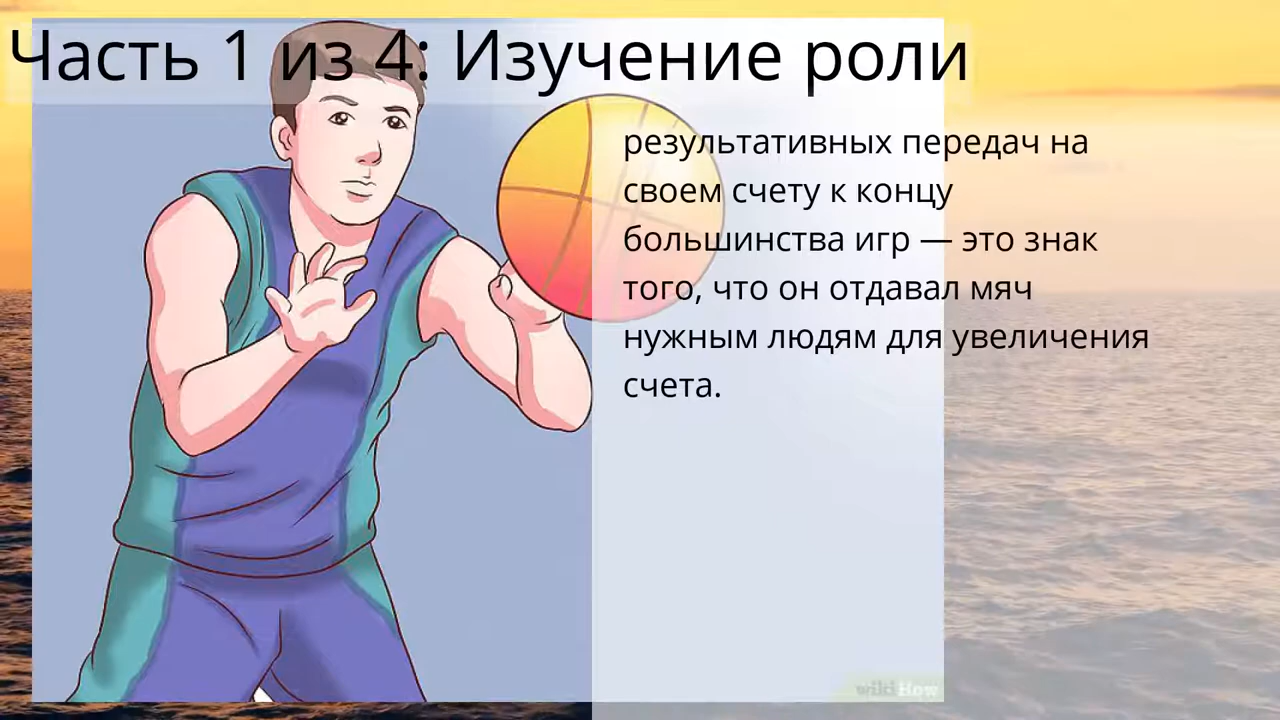 Часть 1 из 4: Изучение роли
результативных передач на
своем счету к концу
большинства игр — это знак
того, что он отдавал мяч
нужным людям для увеличения
счета.
wikiHow